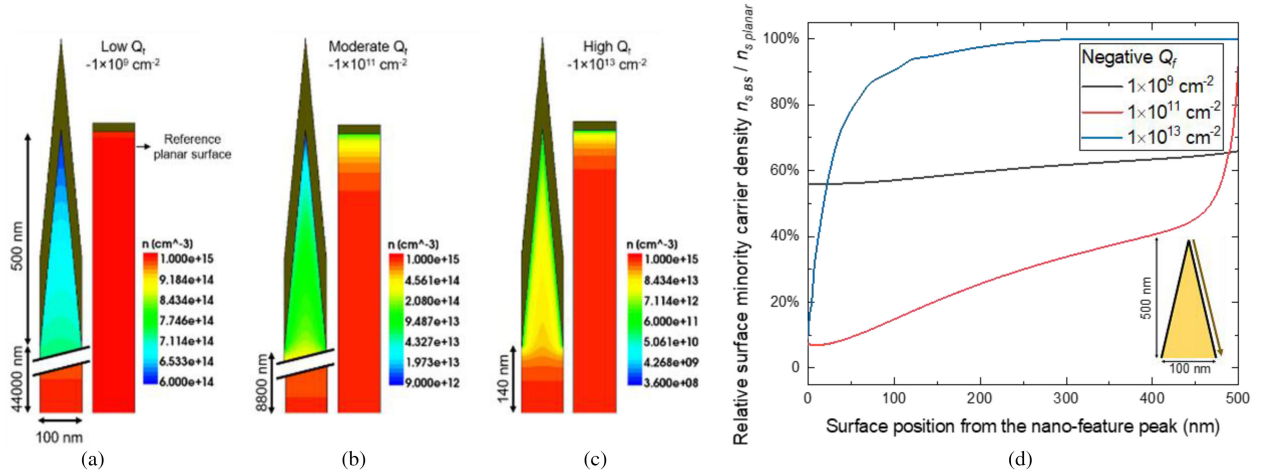 Low Qf
-1×10^9 cm-2
Reference
planar surface
500 nm
44000 nm
100 nm
n (cm^-3)
1.000e+15
9.184e+14
8.434e+14
7.746e+14
7.114e+14
6.533e+14
6.000e+14
(a)
Moderate Qf
-1×10^11 cm-2
8800 nm
n (cm^-3)
1.000e+15
4.561e+14
2.080e+14
9.487e+13
4.327e+13
1.973e+13
9.000e+12
(b)
High Qf
-1×10^13 cm-2
140 nm
n (cm^-3)
1.000e+15
8.434e+13
7.114e+12
6.000e+11
5.061e+10
4.268e+09
3.600e+08
(c)
Relative surface minority carrier density n_s BS / n_s planar
100%
80%
60%
40%
20%
0
Negative Qf
1×10^9 cm-2
1×10^11 cm-2
1×10^13 cm-2
500 nm
100 nm
0 100 200 300 400 500
Surface position from the nano-feature peak (nm)
(d)